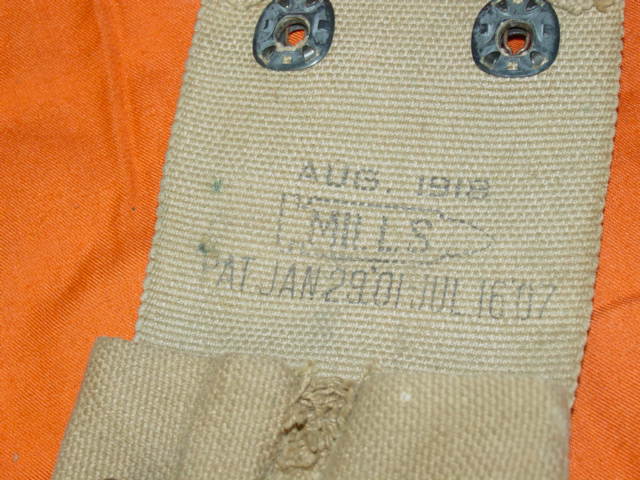 AUG. 1918
MILLS
PAT. JAN 29.'01. JUL 16 '07